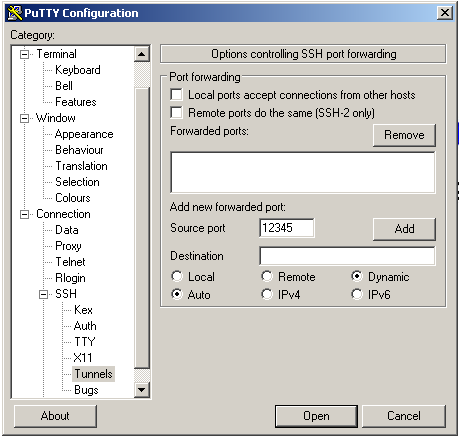 PuTTY Configuration
Category:
Terminal
Keyboard
Bell
Features
Window
Appearance
Behaviour
Translation
Selection
Colours
Connection
Data
Proxy
Telnet
Rlogin
SSH
Kex
Auth
TTY
X11
Tunnels
Bugs
Options controlling SSH port forwarding
Port forwarding
Local ports accept connections from other hosts
Remote ports do the same (SSH-2 only)
Forwarded ports:
Remove
Add new forwarded port:
Source port 12345 Add
Destination
Local Remote Dynamic
Auto IPv4 IPv6
About Open Cancel